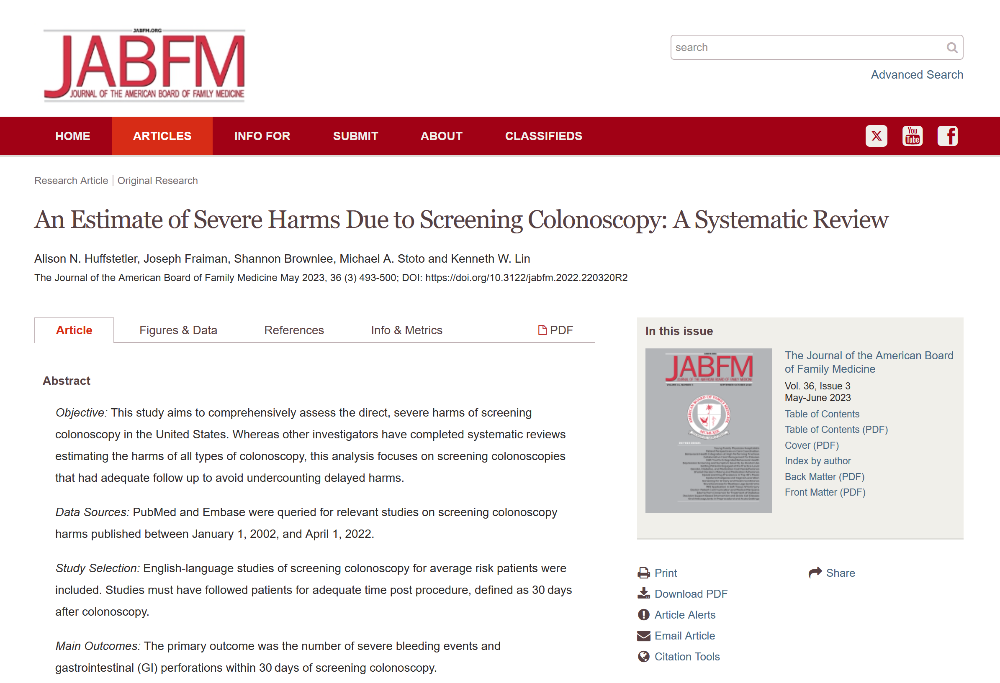 JABFM.ORG
JABFM
JOURNAL OF THE AMERICAN BOARD OF FAMILY MEDICINE
search
Advanced Search
HOME ARTICLES INFO FOR SUBMIT ABOUT CLASSIFIEDS
X You Tube f
Research Article | Original Research
An Estimate of Severe Harms Due to Screening Colonoscopy: A Systematic Review
Alison N. Huffstetler, Joseph Fraiman, Shannon Brownlee, Michael A. Stoto and Kenneth W. Lin
The Journal of the American Board of Family Medicine May 2023, 36 (3) 493-500; DOI: https://doi.org/10.3122/jabfm.2022.220320R2
Article Figures & Data References Info & Metrics PDF
Abstract
Objective: This study aims to comprehensively assess the direct, severe harms of screening
colonoscopy in the United States. Whereas other investigators have completed systematic reviews
estimating the harms of all types of colonoscopy, this analysis focuses on screening colonoscopies
that had adequate follow up to avoid undercounting delayed harms.
Data Sources: PubMed and Embase were queried for relevant studies on screening colonoscopy
harms published between January 1, 2002, and April 1, 2022.
Study Selection: English-language studies of screening colonoscopy for average risk patients were
included. Studies must have followed patients for adequate time post procedure, defined as 30 days
after colonoscopy.
Main Outcomes: The primary outcome was the number of severe bleeding events and
gastrointestinal (GI) perforations within 30 days of screening colonoscopy.
In this issue
JABFM
JOURNAL OF THE AMERICAN BOARD OF FAMILY MEDICINE
AMERICAN BOARD OF FAMILY MEDICINE
MCMLXIX
The Journal of the American Board
of Family Medicine
Vol. 36, Issue 3
May-June 2023
Table of Contents
Table of Contents (PDF)
Cover (PDF)
Index by author
Back Matter (PDF)
Front Matter (PDF)
Print
Share
Download PDF
Article Alerts
Email Article
Citation Tools